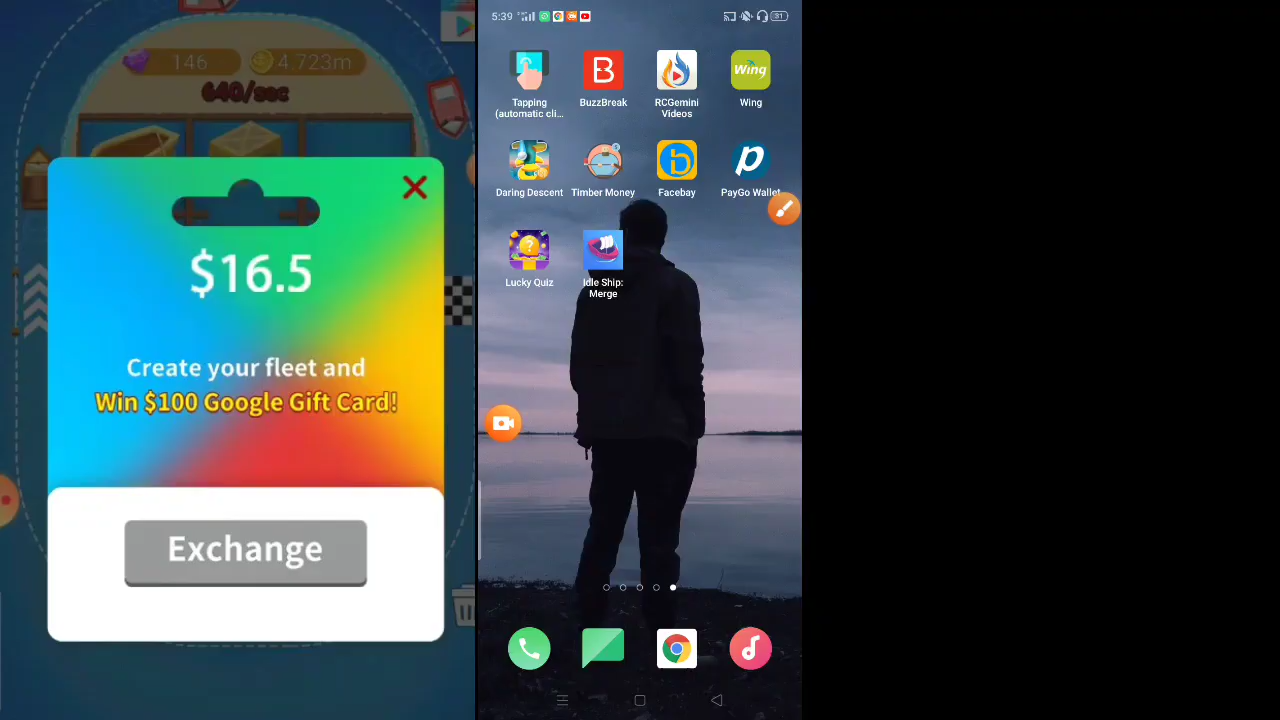 146
4.723m
640/sec
$16.5
Create your fleet and
Win $100 Google Gift Card!
Exchange
5:39
31
Tapping
(automatic cli...
BuzzBreak
RCGemini
Videos
Wing
Wing
Daring Descent
Timber Money
Facebay
PayGo Wallet
Lucky Quiz
Idle Ship:
Merge